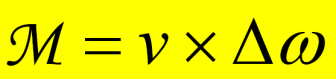 ℳ = ν × Δω